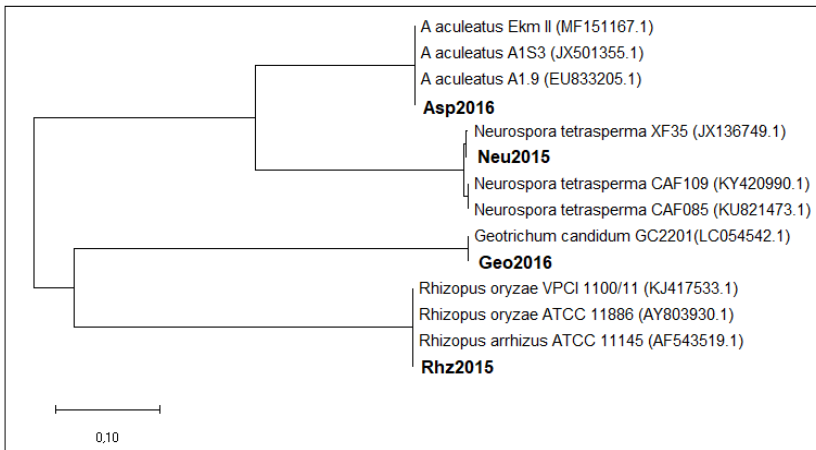 A aculeatus Ekm II (MF151167.1)
A aculeatus A1S3 (JX501355.1)
A aculeatus A1.9 (EU833205.1)
Asp2016
Neurospora tetrasperma XF35 (JX136749.1)
Neu2015
Neurospora tetrasperma CAF109 (KY420990.1)
Neurospora tetrasperma CAF085 (KU821473.1)
Geotrichum candidum GC2201(LC054542.1)
Geo2016
Rhizopus oryzae VPCI 1100/11 (KJ417533.1)
Rhizopus oryzae ATCC 11886 (AY803930.1)
Rhizopus arrhizus ATCC 11145 (AF543519.1)
Rhz2015
0,10